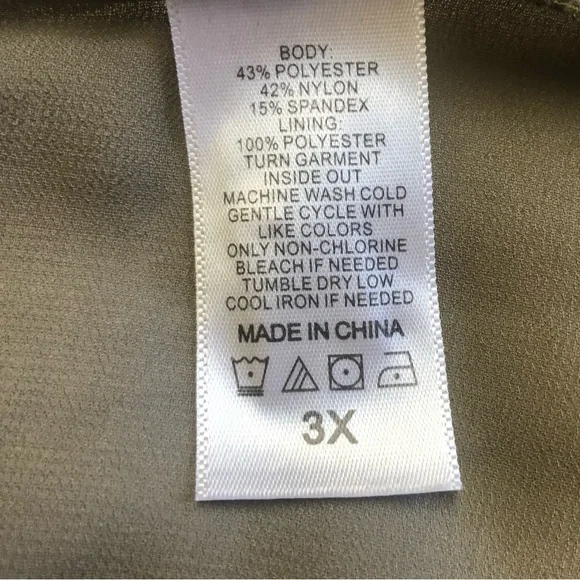 BODY:
43% POLYESTER
42% NYLON
15% SPANDEX
LINING:
100% POLYESTER
TURN GARMENT
INSIDE OUT
MACHINE WASH COLD
GENTLE CYCLE WITH
LIKE COLORS
ONLY NON-CHLORINE
BLEACH IF NEEDED
TUMBLE DRY LOW
COOL IRON IF NEEDED
MADE IN CHINA
3X